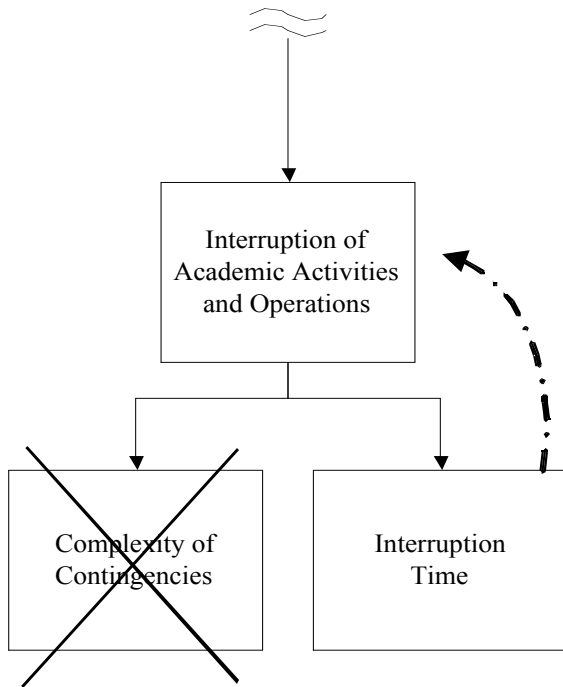 Interruption of
Academic Activities
and Operations
Complexity of
Contingencies
Interruption
Time